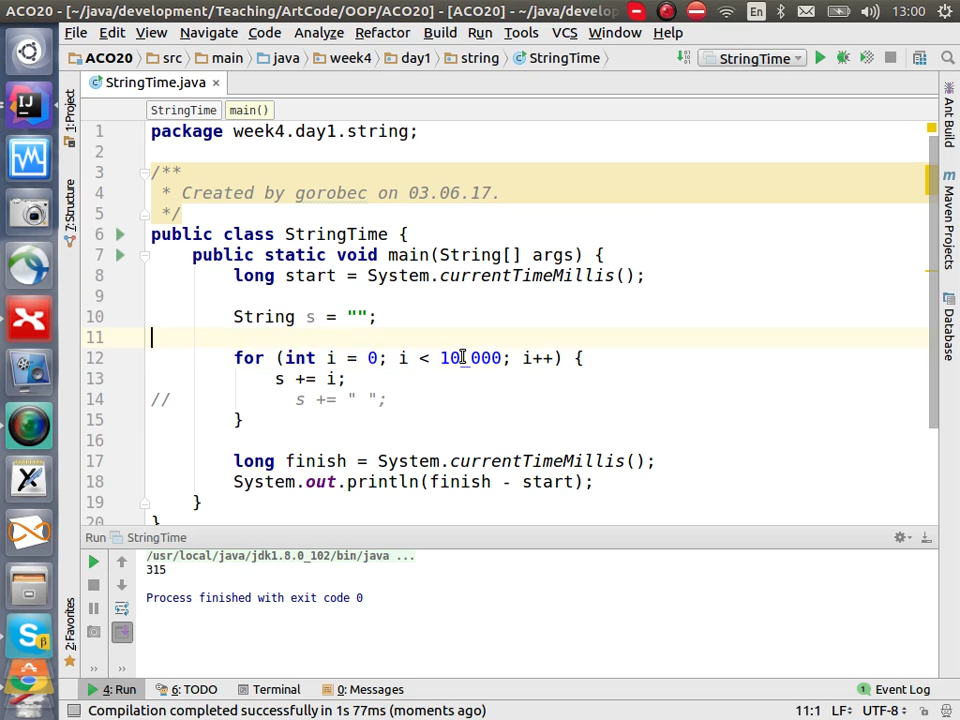 ACO20 - [~/java/development/Teaching/ArtCode/OOP/ACO20] - [ACO20] - ~/java/develop
En 13:00
File Edit View Navigate Code Analyze Refactor Build Run Tools VCS Window Help
ACO20 src main java week4 day1 string StringTime StringTime
StringTime.java ×
StringTime main()
1 package week4.day1.string;
2
3 /**
4 * Created by gorobec on 03.06.17.
5 */
6 public class StringTime {
7 public static void main(String[] args) {
8 long start = System.currentTimeMillis();
9
10 String s = "";
11
12 for (int i = 0; i < 10_000; i++) {
13 s += i;
14 // s += " ";
15 }
16
17 long finish = System.currentTimeMillis();
18 System.out.println(finish - start);
19 }
20 }
1: Project
7: Structure
2: Favorites
Ant Build
m Maven Projects
Database
Run StringTime
/usr/local/java/jdk1.8.0_102/bin/java ...
315
Process finished with exit code 0
4: Run 6: TODO Terminal 0: Messages 1 Event Log
Compilation completed successfully in 1s 77ms (moments ago) 11:1 LF÷ UTF-8÷